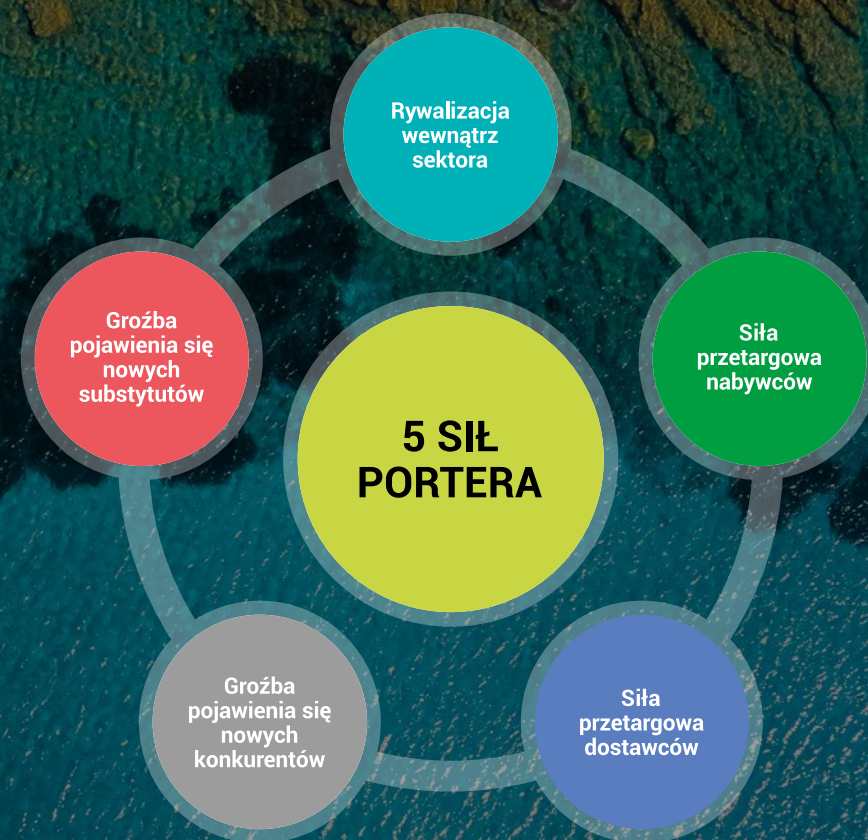 Rywalizacja
wewnątrz
sektora
Groźba
pojawienia się
nowych
substytutów
Siła
przetargowa
nabywców
5 SIŁ
PORTERA
Groźba
pojawienia się
nowych
konkurentów
Siła
przetargowa
dostawców